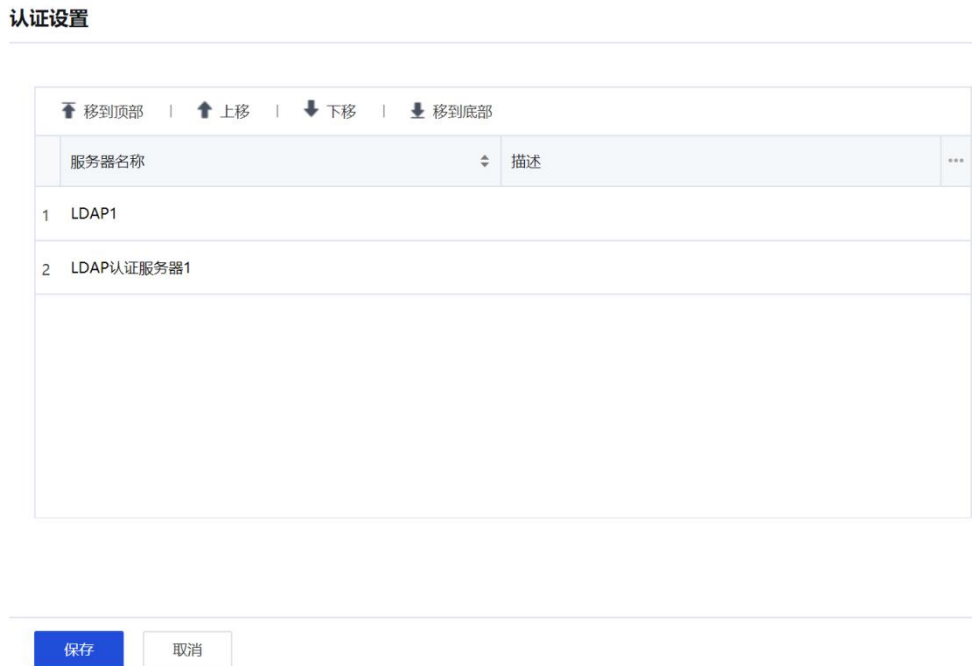 认证设置
移到顶部 | 上移 | 下移 | 移到底部
服务器名称 描述 ...
1 LDAP1
2 LDAP认证服务器1
保存 取消